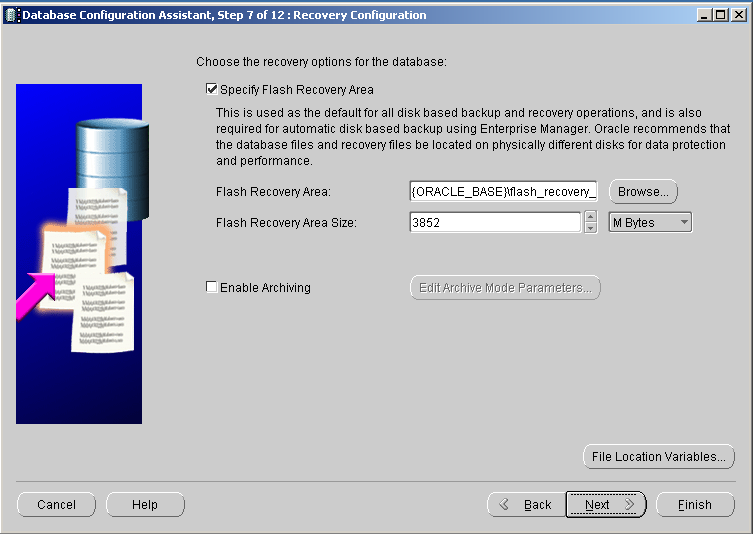 Database Configuration Assistant, Step 7 of 12 : Recovery Configuration
Choose the recovery options for the database:
Specify Flash Recovery Area
This is used as the default for all disk based backup and recovery operations, and is also
required for automatic disk based backup using Enterprise Manager. Oracle recommends that
the database files and recovery files be located on physically different disks for data protection
and performance.
Flash Recovery Area: {ORACLE_BASE}\flash_recovery_ Browse...
Flash Recovery Area Size: 3852 M Bytes
Enable Archiving Edit Archive Mode Parameters...
File Location Variables...
Cancel Help Back Next Finish